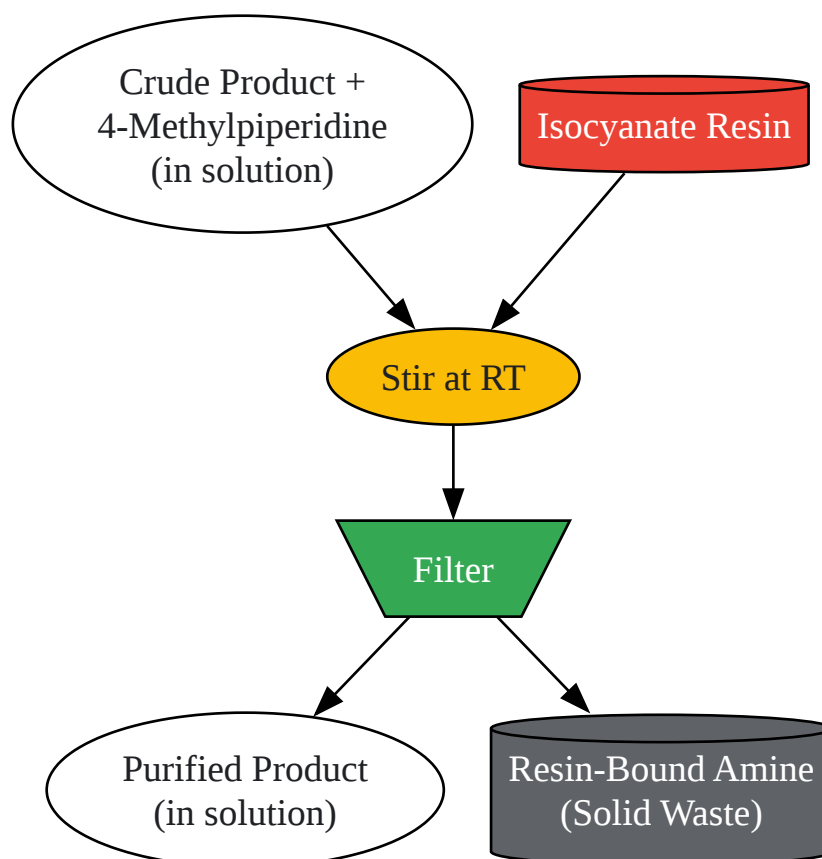 Crude Product +
4-Methylpiperidine
(in solution)
Isocyanate Resin
Stir at RT
Filter
Purified Product
(in solution)
Resin-Bound Amine
(Solid Waste)